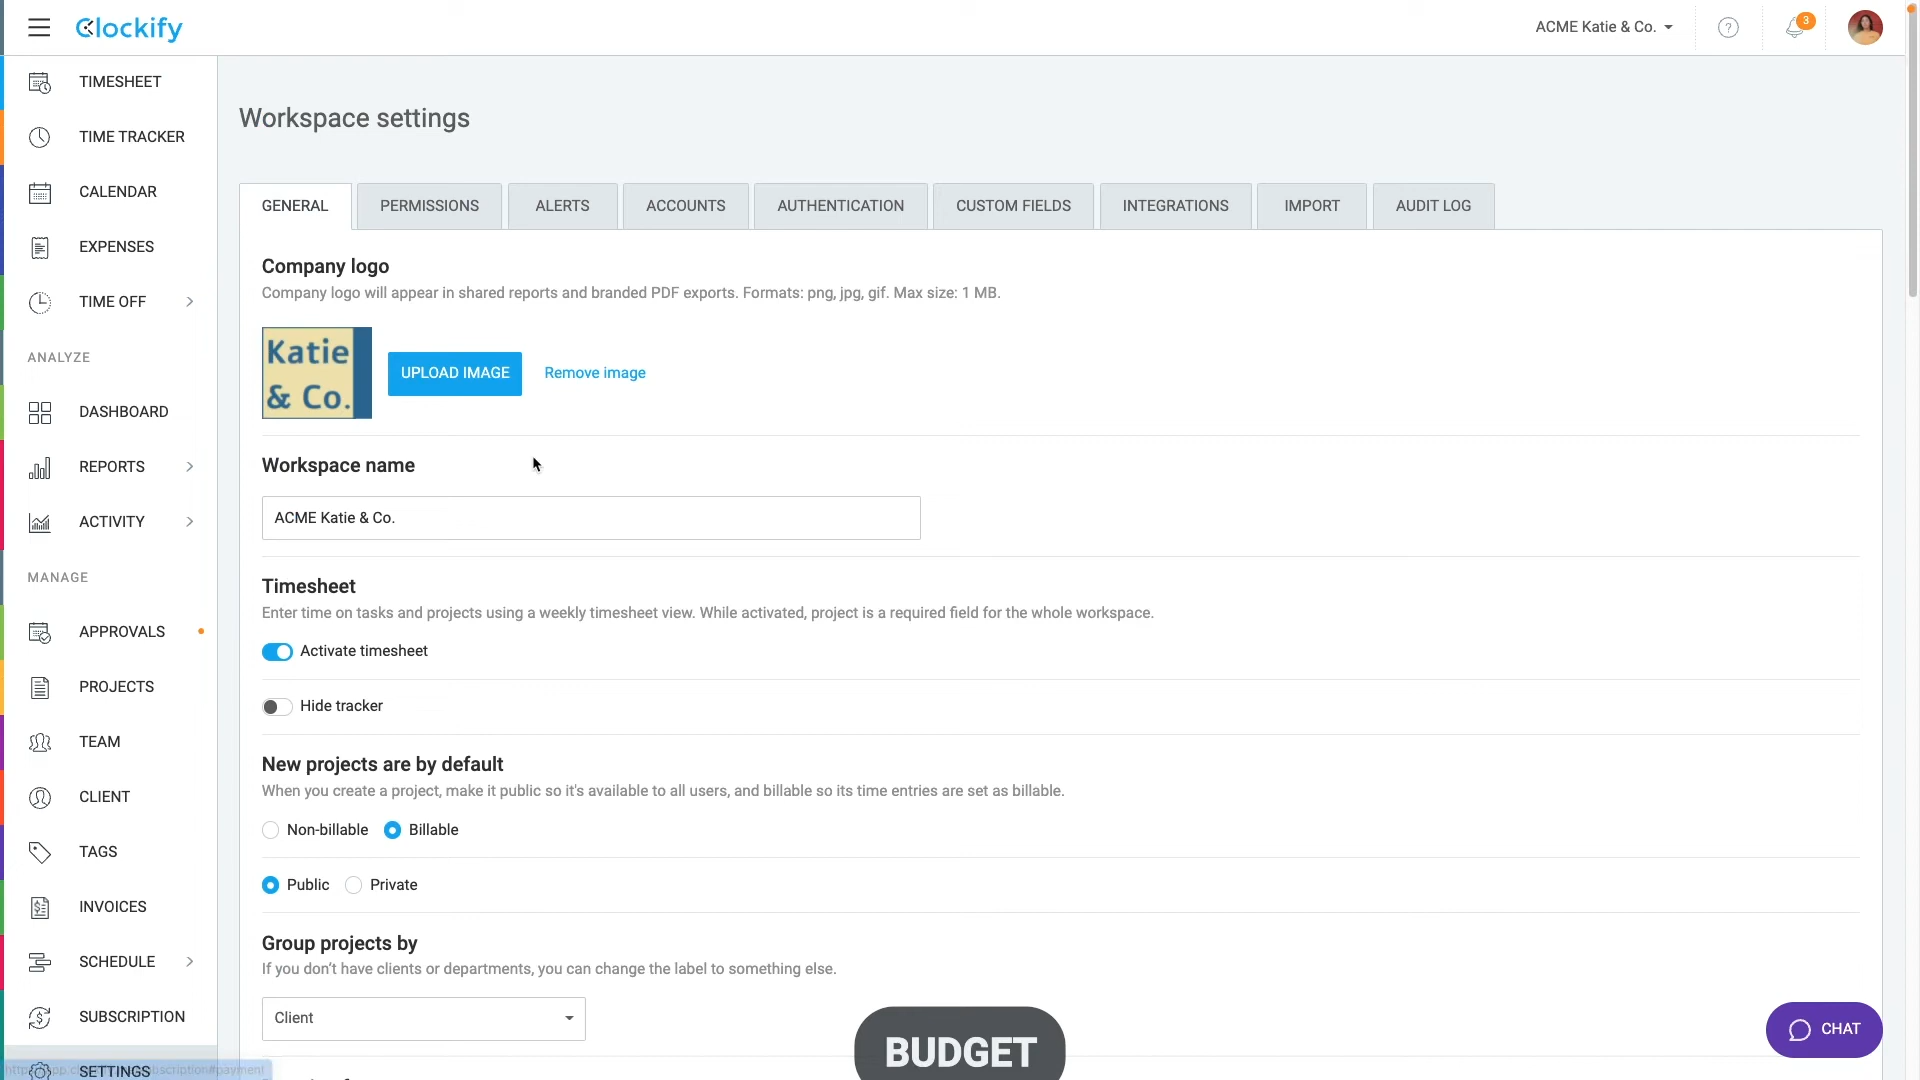 Clockify
ACME Katie & Co.
?
3
TIMESHEET
TIME TRACKER
CALENDAR
EXPENSES
TIME OFF
ANALYZE
DASHBOARD
REPORTS
ACTIVITY
MANAGE
APPROVALS
PROJECTS
TEAM
CLIENT
TAGS
INVOICES
SCHEDULE
SUBSCRIPTION
SETTINGS
Workspace settings
GENERAL
PERMISSIONS
ALERTS
ACCOUNTS
AUTHENTICATION
CUSTOM FIELDS
INTEGRATIONS
IMPORT
AUDIT LOG
Company logo
Company logo will appear in shared reports and branded PDF exports. Formats: png, jpg, gif. Max size: 1 MB.
Katie
& Co.
UPLOAD IMAGE
Remove image
Workspace name
ACME Katie & Co.
Timesheet
Enter time on tasks and projects using a weekly timesheet view. While activated, project is a required field for the whole workspace.
Activate timesheet
Hide tracker
New projects are by default
When you create a project, make it public so it's available to all users, and billable so its time entries are set as billable.
Non-billable
Billable
Public
Private
Group projects by
If you don't have clients or departments, you can change the label to something else.
Client
BUDGET
CHAT